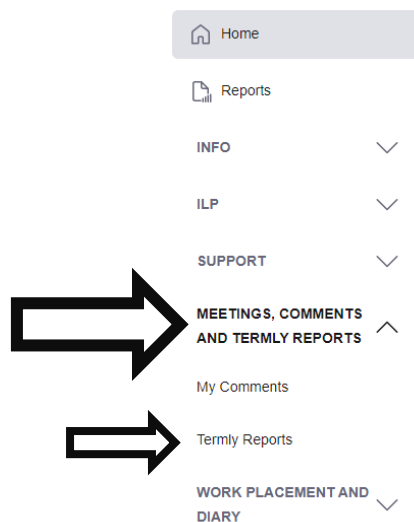 Home
Reports
INFO
ILP
SUPPORT
MEETINGS, COMMENTS
AND TERMLY REPORTS
My Comments
Termly Reports
WORK PLACEMENT AND
DIARY